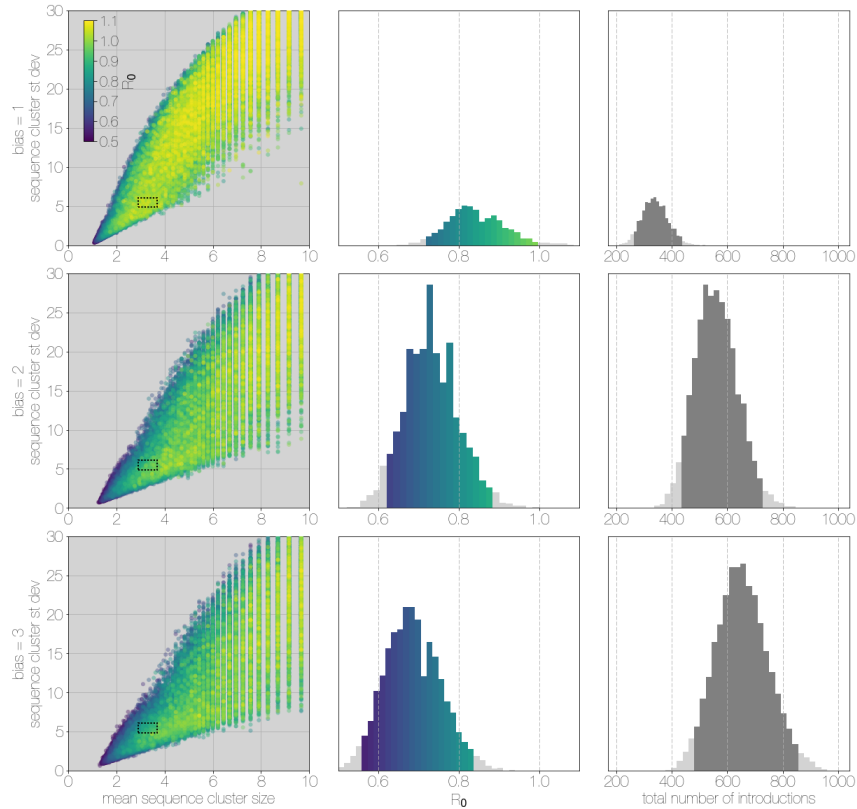 30
25
20
15
10
5
0
bias = 1
sequence cluster st dev
1.1
1.0
0.9
0.8
0.7
0.6
0.5
R0
0 2 4 6 8 10
0.6 0.8 1.0
200 400 600 800 1000
30
25
20
15
10
5
0
bias = 2
sequence cluster st dev
0 2 4 6 8 10
0.6 0.8 1.0
200 400 600 800 1000
30
25
20
15
10
5
0
bias = 3
sequence cluster st dev
0 2 4 6 8 10
mean sequence cluster size
0.6 0.8 1.0
R0
200 400 600 800 1000
total number of introductions